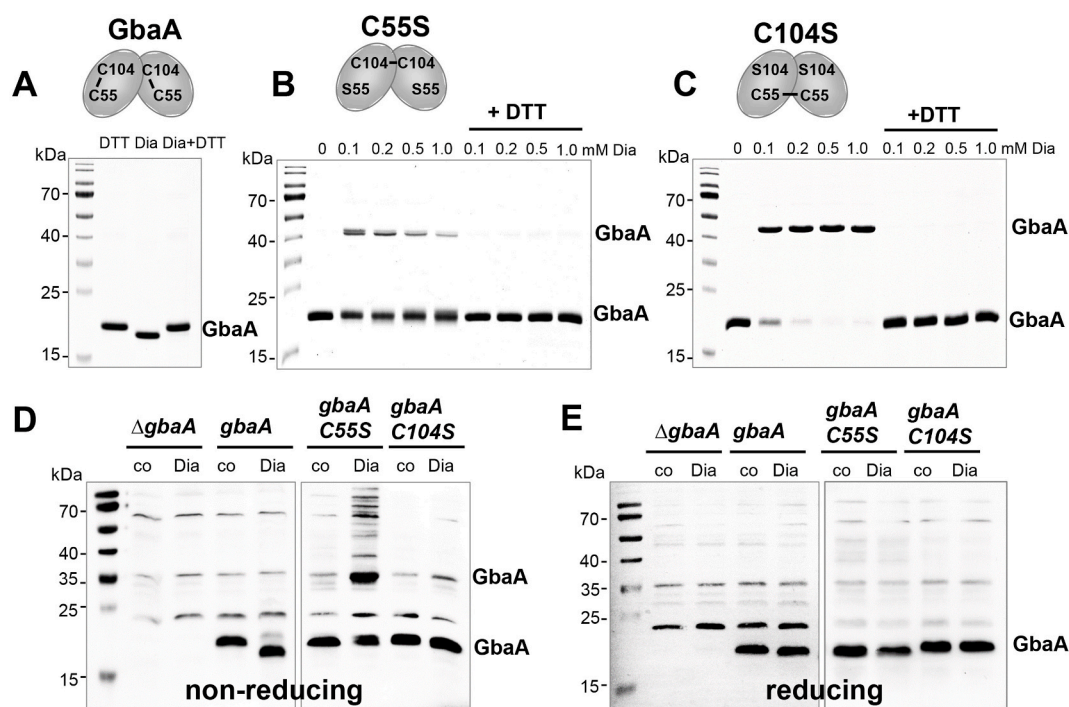 GbaA
C55S
C104S
A
C104 C104
C55 C55
B
C104 C104
S55 S55
C
S104 S104
C55 C55
+ DTT
+DTT
DTT Dia Dia+DTT
0 0.1 0.2 0.5 1.0 0.1 0.2 0.5 1.0 mM Dia
0 0.1 0.2 0.5 1.0 0.1 0.2 0.5 1.0 mM Dia
kDa
70-
40-
25-
15-
GbaA
kDa
70-
40-
25-
15-
GbaA
GbaA
kDa
70-
40-
25-
15-
GbaA
GbaA
D
ΔgbaA gbaA gbaA C55S gbaA C104S
co Dia co Dia co Dia co Dia
kDa
70-
40-
35-
25-
15-
GbaA
GbaA
non-reducing
E
ΔgbaA gbaA gbaA C55S gbaA C104S
co Dia co Dia co Dia co Dia
kDa
70-
40-
35-
25-
15-
GbaA
reducing